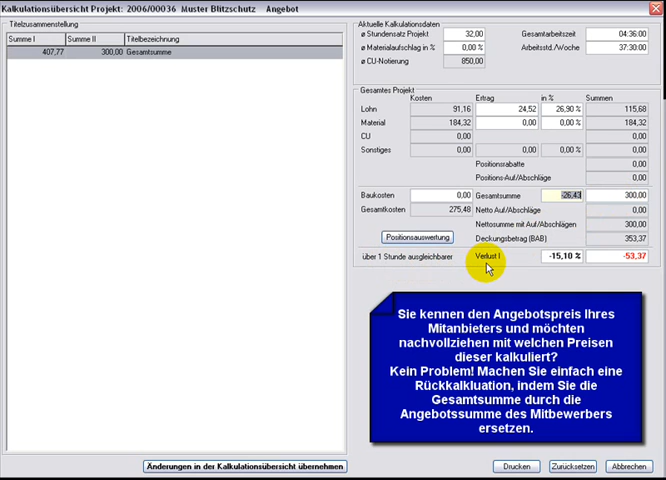 Kalkulationsübersicht Projekt: 2006/00036 Muster Blitzschutz Angebot
Titelzusammenstellung
Summe I Summe II Titelbezeichnung
407,77 300,00 Gesamtsumme
Aktuelle Kalkulationsdaten
ø Stundensatz Projekt 32,00 Gesamtarbeitszeit 04:36:00
ø Materialaufschlag in % 0,00 % Arbeitsstd./Woche 37:30:00
ø CU-Notierung 850,00
Gesamtes Projekt
Kosten Ertrag in % Summen
Lohn 91,16 24,52 26,90 % 115,68
Material 184,32 0,00 0,00 % 184,32
CU 0,00 0,00
Sonstiges 0,00 0,00 0,00 % 0,00
Positionsrabatte 0,00
Positions-Auf/Abschläge 0,00
Baukosten 0,00 Gesamtsumme -26,43 300,00
Gesamtkosten 275,48 Netto Auf/Abschläge 0,00
Nettosumme mit Auf/Abschlägen 300,00
Positionsauswertung Deckungsbetrag (BAB) 353,37
über 1 Stunde ausgleichbarer Verlust I -15,10 % -53,37
Sie kennen den Angebotspreis Ihres
Mitanbieters und möchten
nachvollziehen mit welchen Preisen
dieser kalkuliert?
Kein Problem! Machen Sie einfach eine
Rückkalkluation, indem Sie die
Gesamtsumme durch die
Angebotssumme des Mitbewerbers
ersetzen.
Änderungen in der Kalkulationsübersicht übernehmen Drucken Zurücksetzen Abbrechen